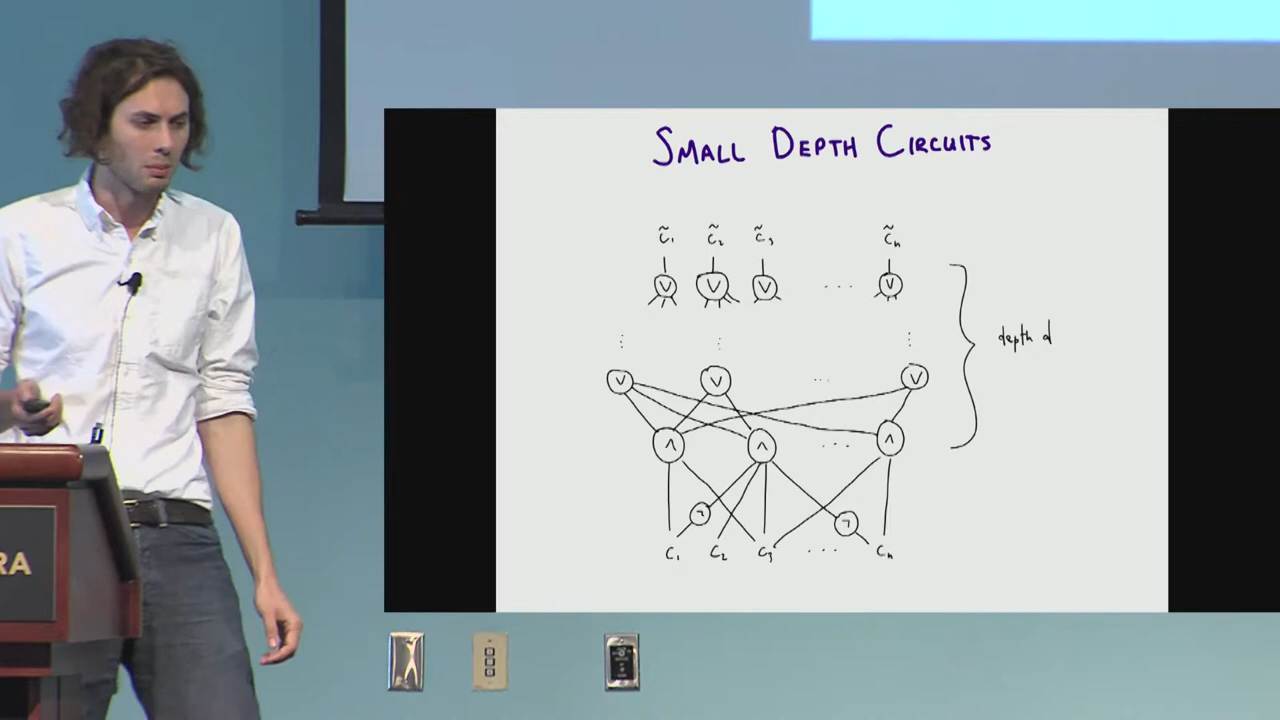 SMALL DEPTH CIRCUITS
c̃₁ c̃₂ c̃₃ c̃ₙ
∨ ∨ ∨ . . . ∨
⋮ ⋮ ⋮
∨ ∨ ... ∨
depth d
∧ ∧ ... ∧
¬ ¬
c₁ c₂ c₃ . . . cₙ
RA